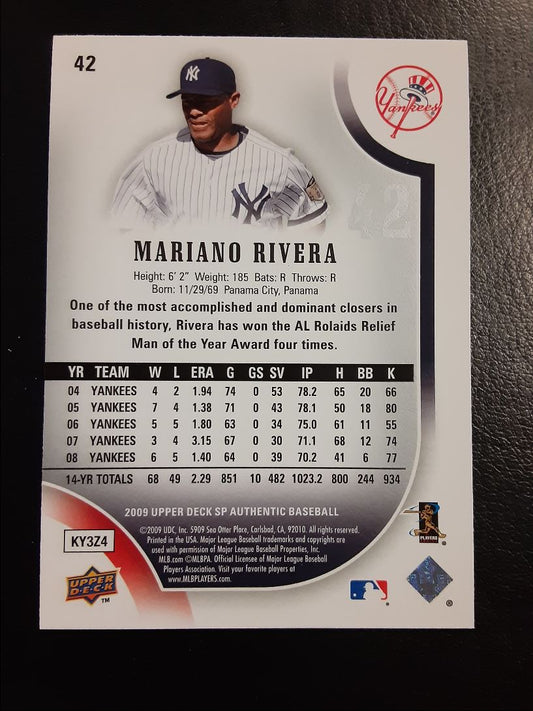 42
NY
Yankees
NY
42
MARIANO RIVERA
Height: 6' 2" Weight: 185 Bats: R Throws: R
Born: 11/29/69 Panama City, Panama
One of the most accomplished and dominant closers in
baseball history, Rivera has won the AL Rolaids Relief
Man of the Year Award four times.
YR TEAM W L ERA G GS SV IP H BB K
04 YANKEES 4 2 1.94 74 0 53 78.2 65 20 66
05 YANKEES 7 4 1.38 71 0 43 78.1 50 18 80
06 YANKEES 5 5 1.80 63 0 34 75.0 61 11 55
07 YANKEES 3 4 3.15 67 0 30 71.1 68 12 74
08 YANKEES 6 5 1.40 64 0 39 70.2 41 6 77
14-YR TOTALS 68 49 2.29 851 10 482 1023.2 800 244 934
2009 UPPER DECK SP AUTHENTIC BASEBALL
©2009 UDC, Inc. 5909 Sea Otter Place, Carlsbad, CA, 92010. All rights reserved.
Printed in the USA. Major League Baseball trademarks and copyrights are
used with permission of Major League Baseball Properties, Inc.
MLB.com ©MLBPA. Official Licensee of Major League Baseball
Players Association. Visit your favorite players at
www.MLBPLAYERS.com
KY3Z4
UPPER
DECK
TM
PLAYERS
®
®
®